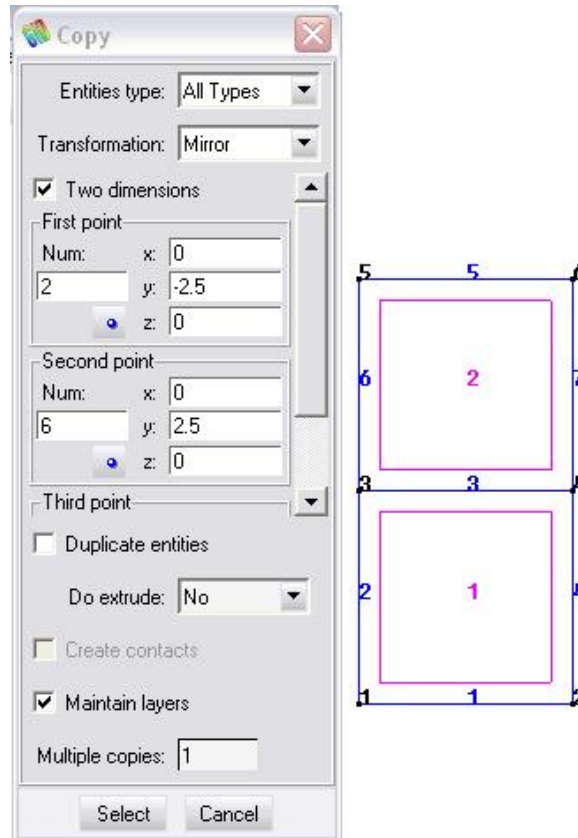 Copy
Entities type: All Types
Transformation: Mirror
Two dimensions
First point
Num: x: 0
2 y: -2.5
z: 0
Second point
Num: x: 0
6 y: 2.5
z: 0
Third point
Duplicate entities
Do extrude: No
Create contacts
Maintain layers
Multiple copies: 1
Select Cancel
5 5
6 2 7
3 3
2 1
1 1 2